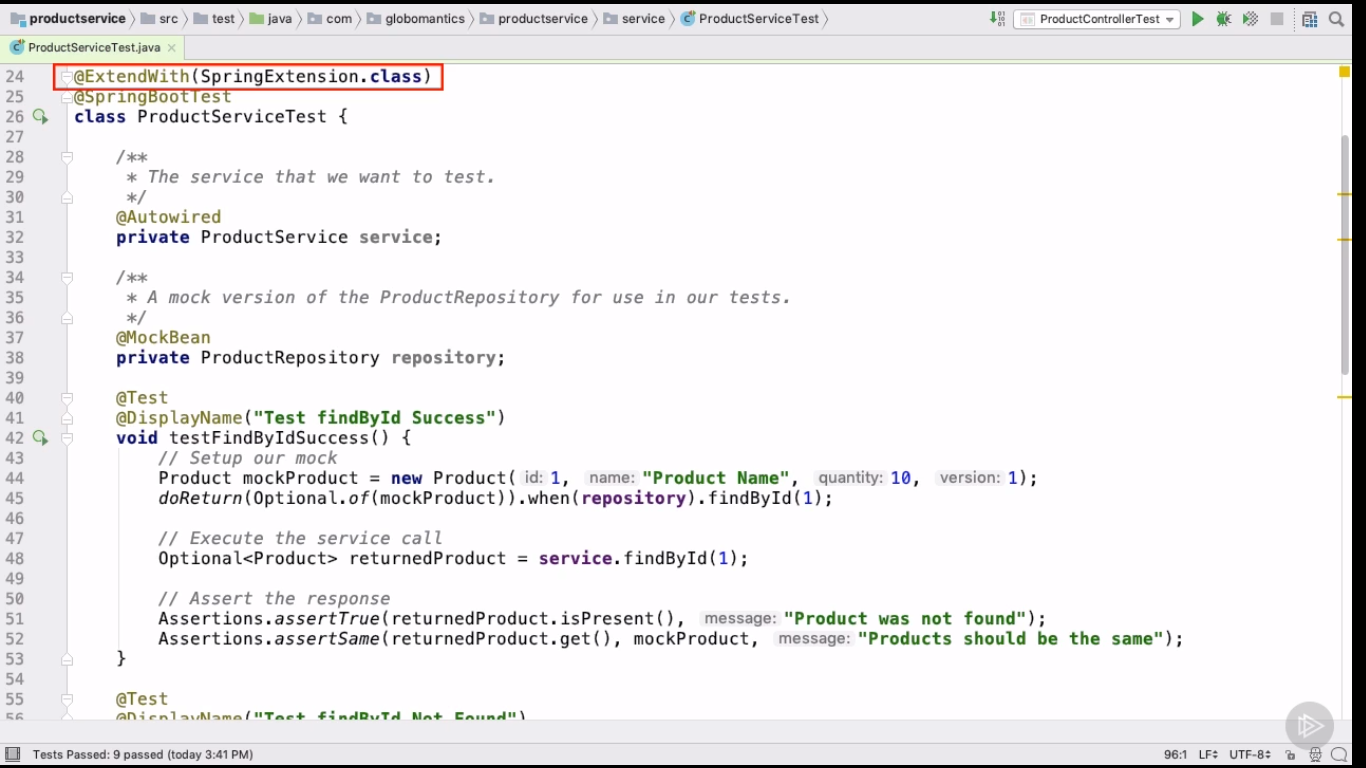 productservice src test java com globomantics productservice service ProductServiceTest ProductControllerTest
ProductServiceTest.java
24 @ExtendWith(SpringExtension.class)
25 @SpringBootTest
26 class ProductServiceTest {
27
28 /**
29 * The service that we want to test.
30 */
31 @Autowired
32 private ProductService service;
33
34 /**
35 * A mock version of the ProductRepository for use in our tests.
36 */
37 @MockBean
38 private ProductRepository repository;
39
40 @Test
41 @DisplayName("Test findById Success")
42 void testFindByIdSuccess() {
43 // Setup our mock
44 Product mockProduct = new Product( id: 1, name: "Product Name", quantity: 10, version: 1);
45 doReturn(Optional.of(mockProduct)).when(repository).findById(1);
46
47 // Execute the service call
48 Optional<Product> returnedProduct = service.findById(1);
49
50 // Assert the response
51 Assertions.assertTrue(returnedProduct.isPresent(), message: "Product was not found");
52 Assertions.assertSame(returnedProduct.get(), mockProduct, message: "Products should be the same");
53 }
54
55 @Test
56 @DisplayName("Test findById Not Found")
Tests Passed: 9 passed (today 3:41 PM) 96:1 LF UTF-8